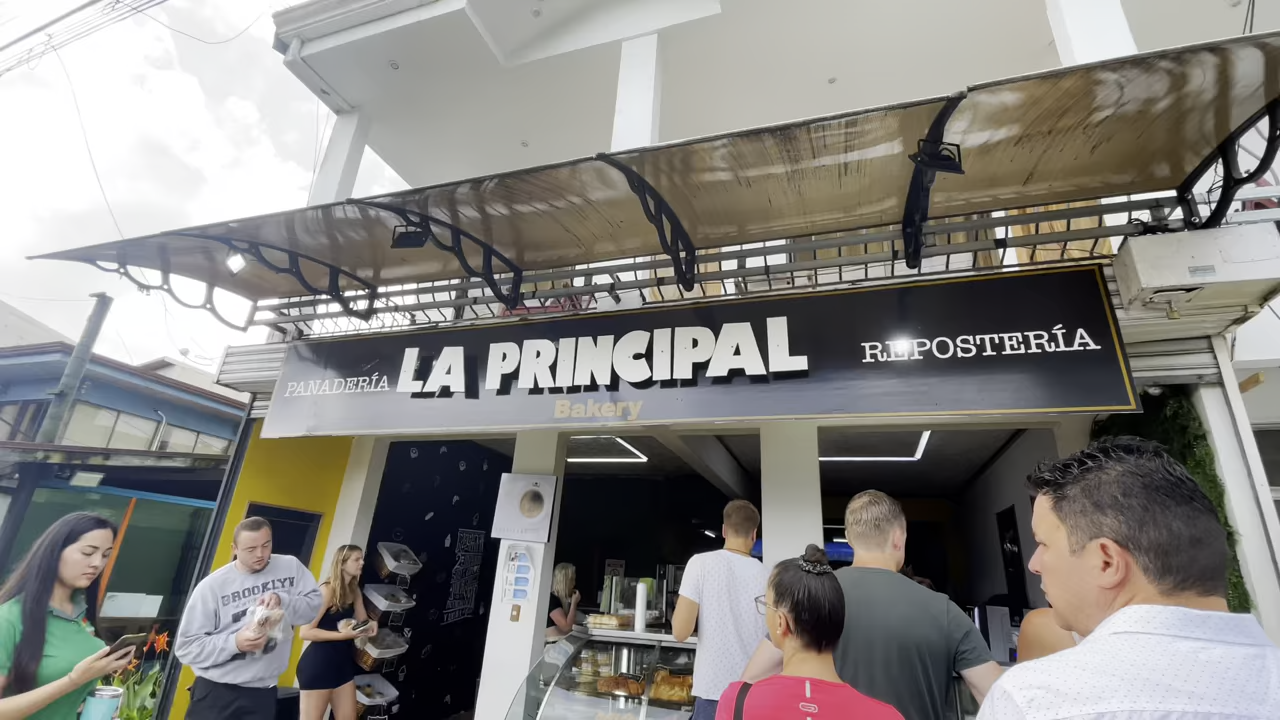 PANADERÍA
LA PRINCIPAL
REPOSTERÍA
Bakery
BROOKLYN